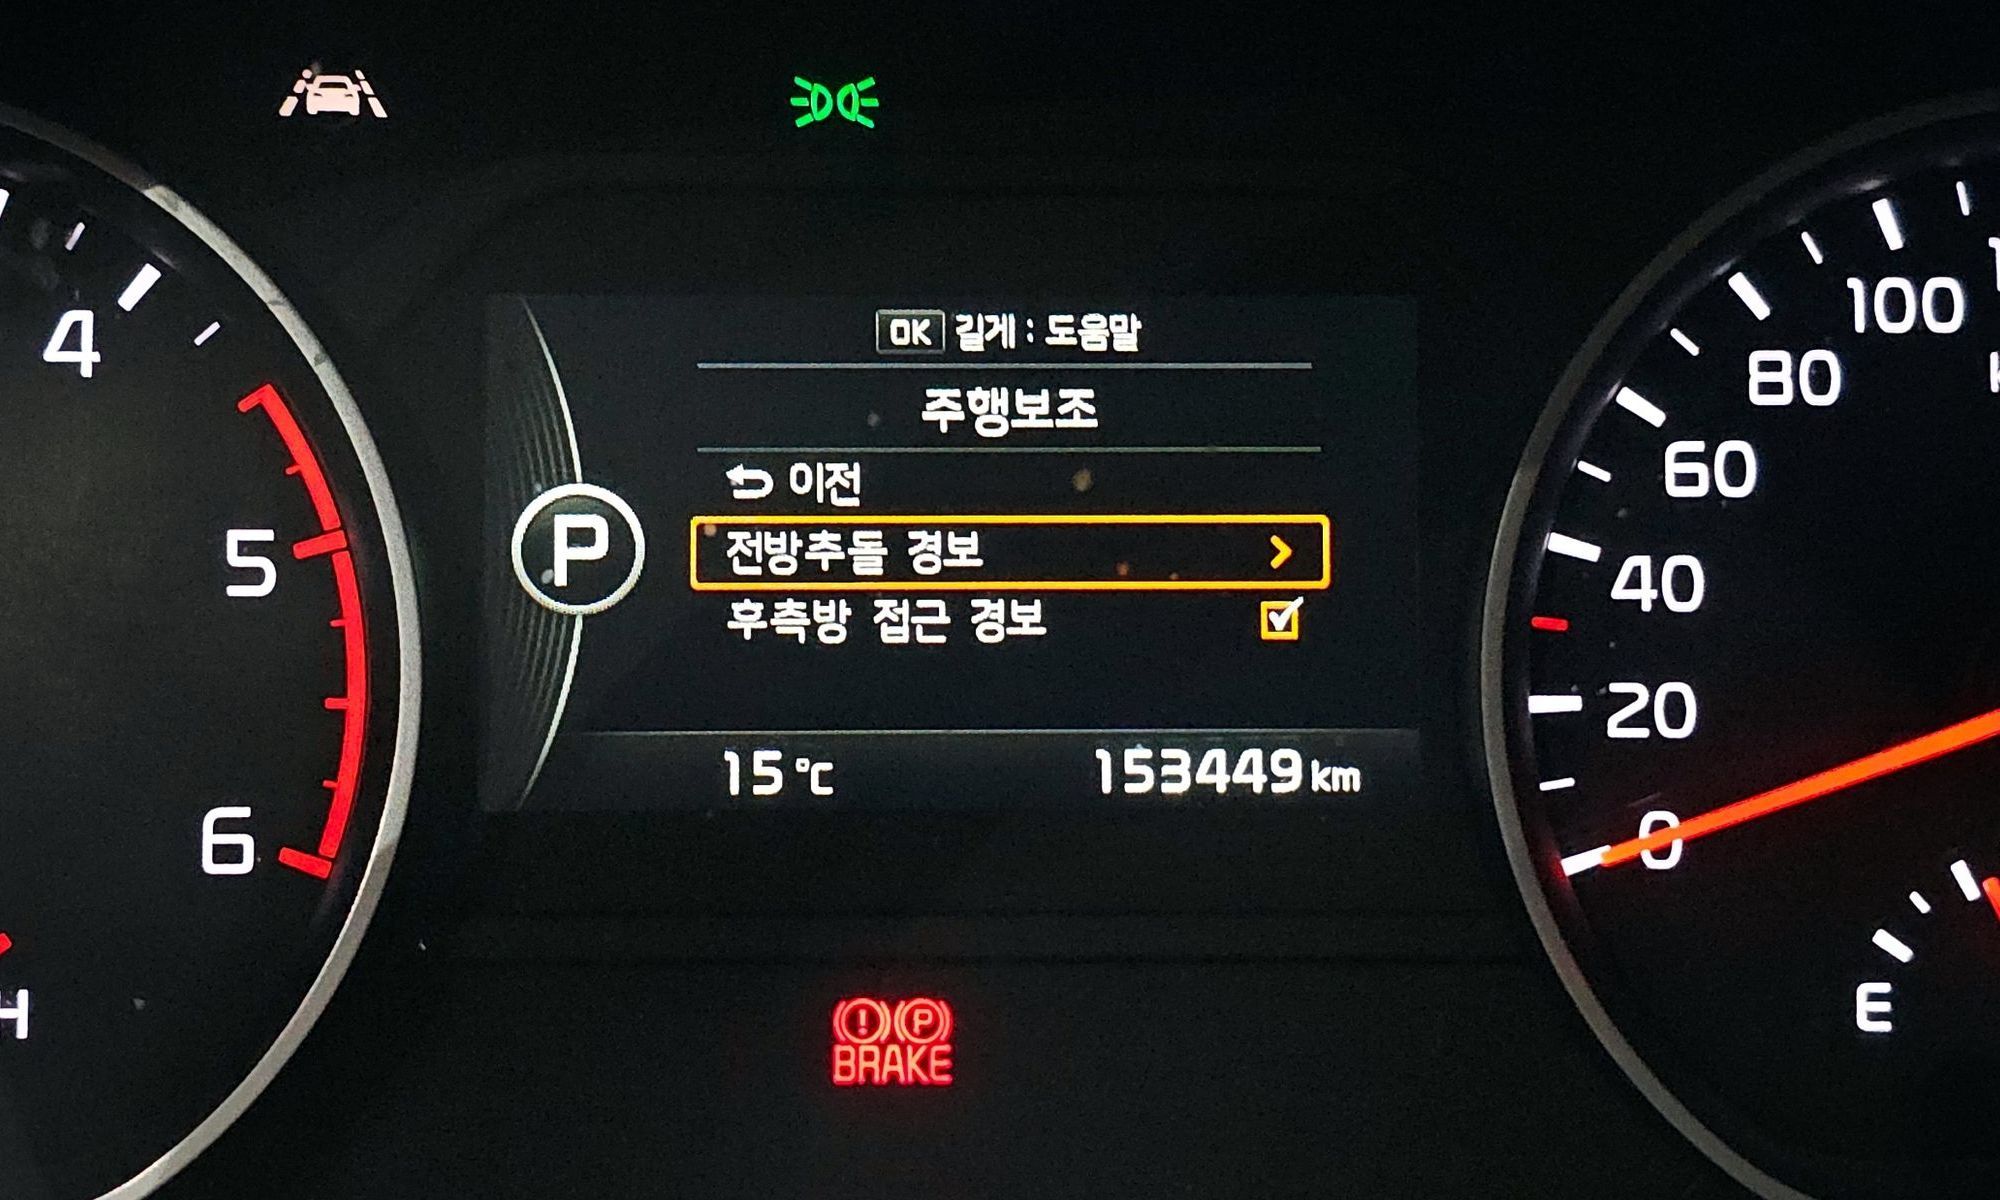 OK 길게 : 도움말
주행보조
이전
P 전방추돌 경보 >
후측방 접근 경보
15 °C 153449 km
4
5
6
H
100
80
60
40
20
0
E
(!) (P)
BRAKE